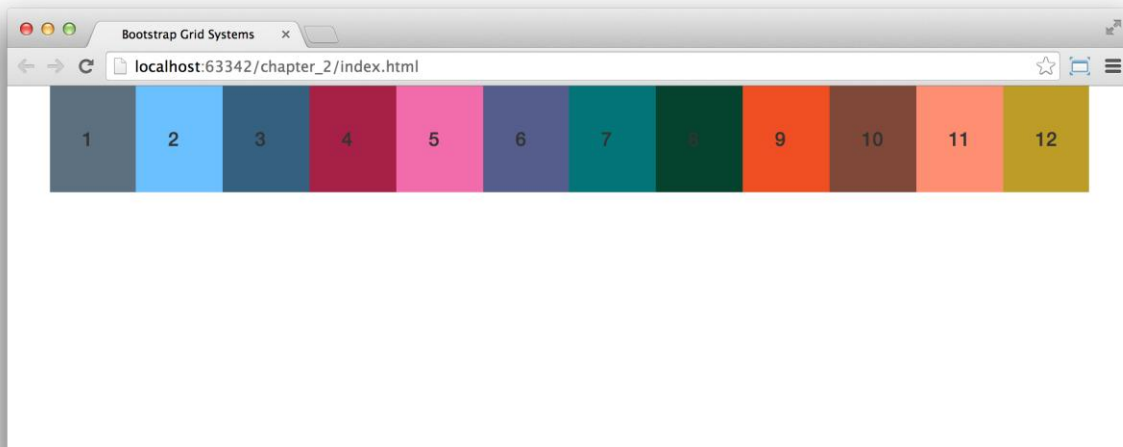 Bootstrap Grid Systems
localhost:63342/chapter_2/index.html
1 2 3 4 5 6 7 8 9 10 11 12